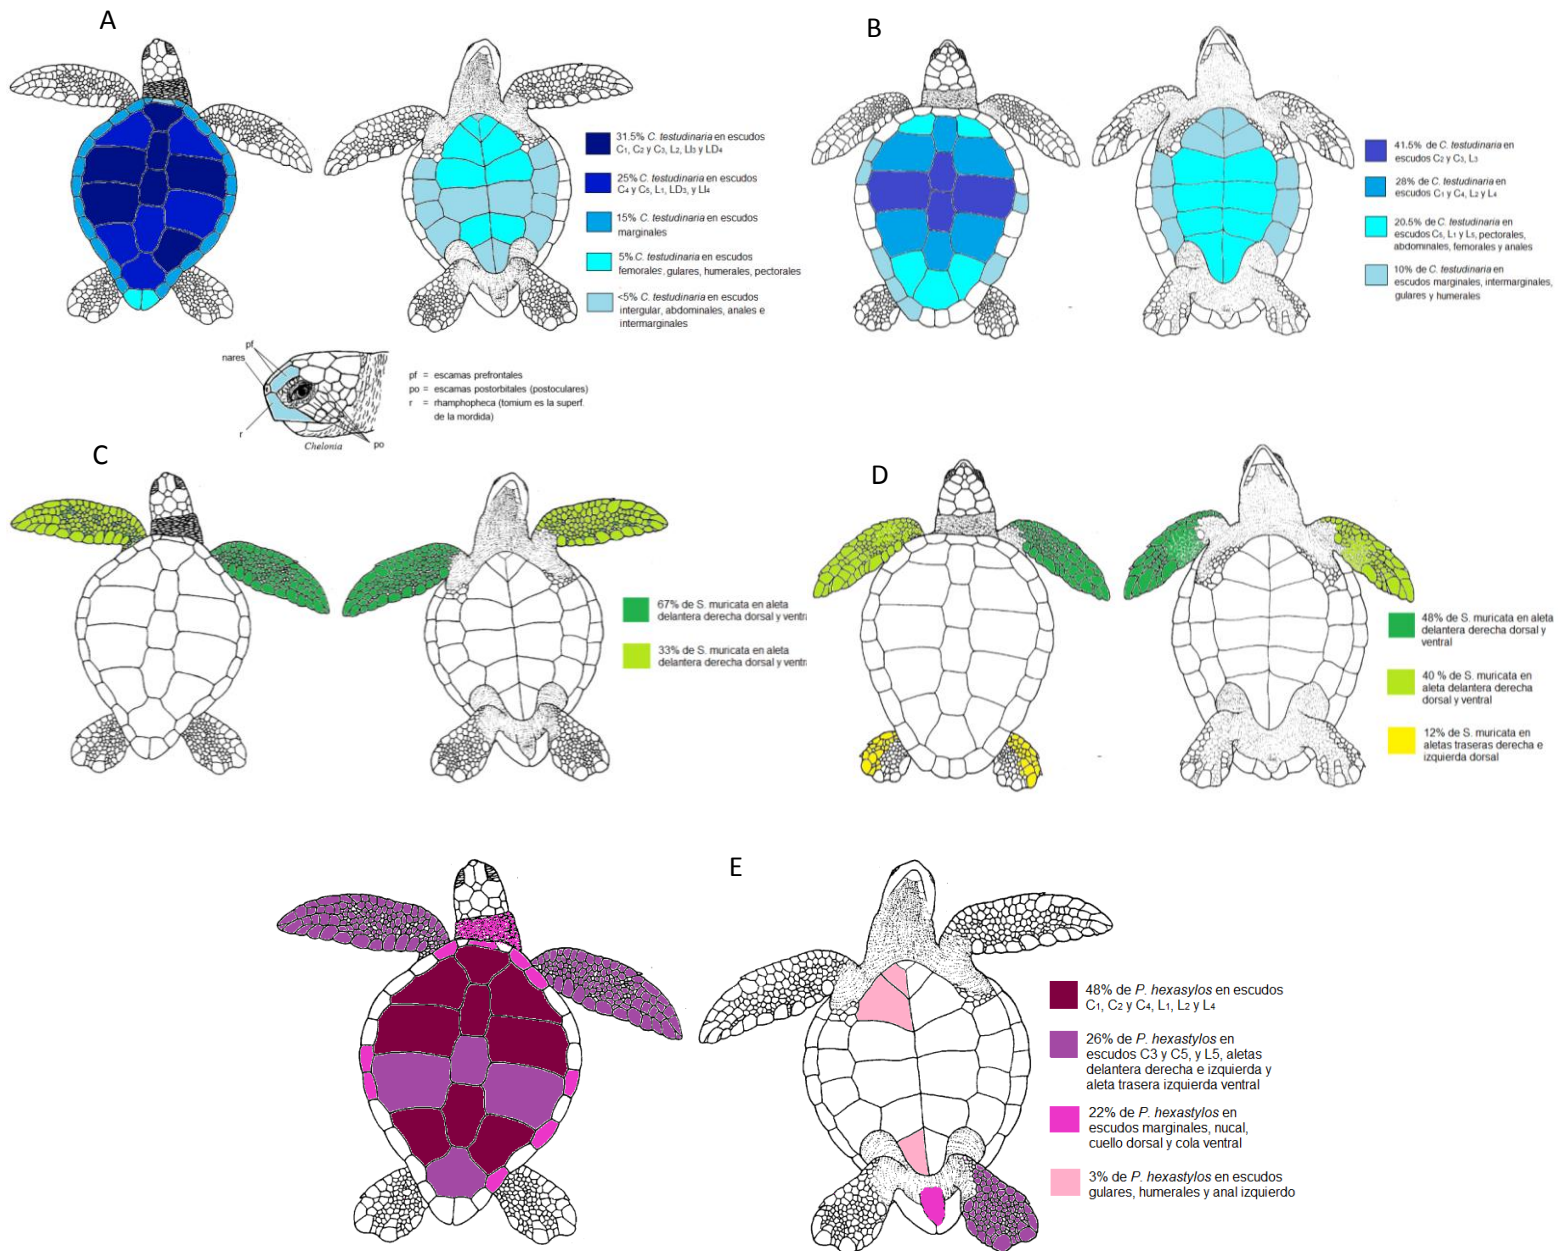 A
31.5% C. testudinaria en escudos
C1, C2 y C3, L2, LI3 y LD4
25% C. testudinaria en escudos
C4 y C5, L1, LD3, y LI4
15% C. testudinaria en escudos
marginales
5% C. testudinaria en escudos
femorales, gulares, humerales, pectorales
<5% C. testudinaria en escudos
intergular, abdominales, anales e
intermarginales
pf
nares
r
po
Chelonia
pf = escamas prefrontales
po = escamas postorbitales (postoculares)
r = rhamphopheca (tomium es la superf.
de la mordida)
B
41.5% de C. testudinaria en
escudos C2 y C3, L3
28% de C. testudinaria en
escudos C1 y C4, L2 y L4
20.5% de C. testudinaria en
escudos C5, L1 y L5, pectorales,
abdominales, femorales y anales
10% de C. testudinaria en
escudos marginales, intermarginales,
gulares y humerales
C
67% de S. muricata en aleta
delantera derecha dorsal y ventr
33% de S. muricata en aleta
delantera derecha dorsal y ventr
D
48% de S. muricata en aleta
delantera derecha dorsal y
ventral
40 % de S. muricata en
aleta delantera derecha
dorsal y ventral
12% de S. muricata en
aletas traseras derecha e
izquierda dorsal
E
48% de P. hexasylos en escudos
C1, C2 y C4, L1, L2 y L4
26% de P. hexastylos en
escudos C3 y C5, y L5, aletas
delantera derecha e izquierda y
aleta trasera izquierda ventral
22% de P. hexastylos en
escudos marginales, nucal,
cuello dorsal y cola ventral
3% de P. hexastylos en escudos
gulares, humerales y anal izquierdo